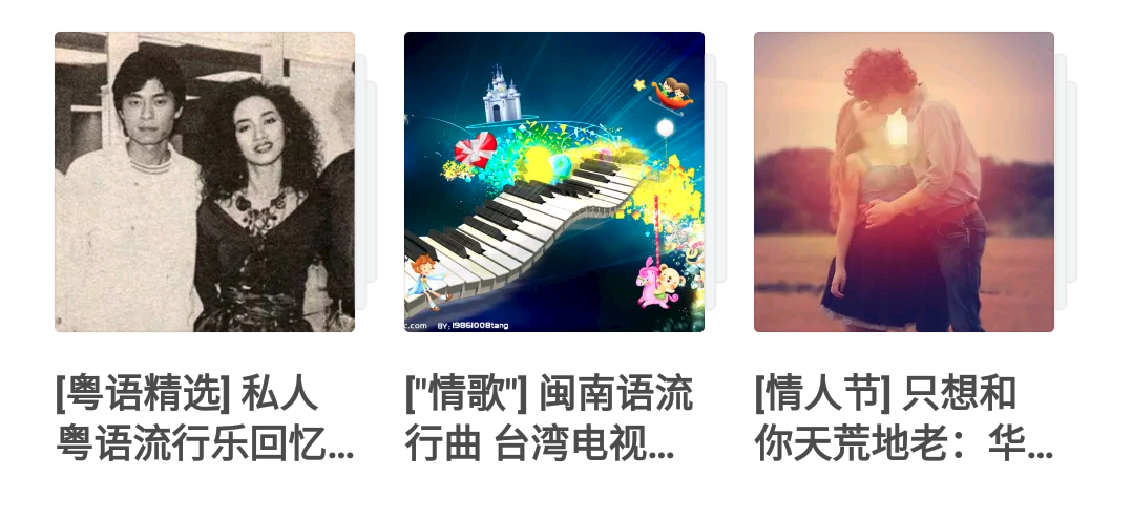 c.com BY: 1986II008tang
[粤语精选] 私人
粤语流行乐回忆...
["情歌"] 闽南语流
行曲 台湾电视...
[情人节] 只想和
你天荒地老：华...